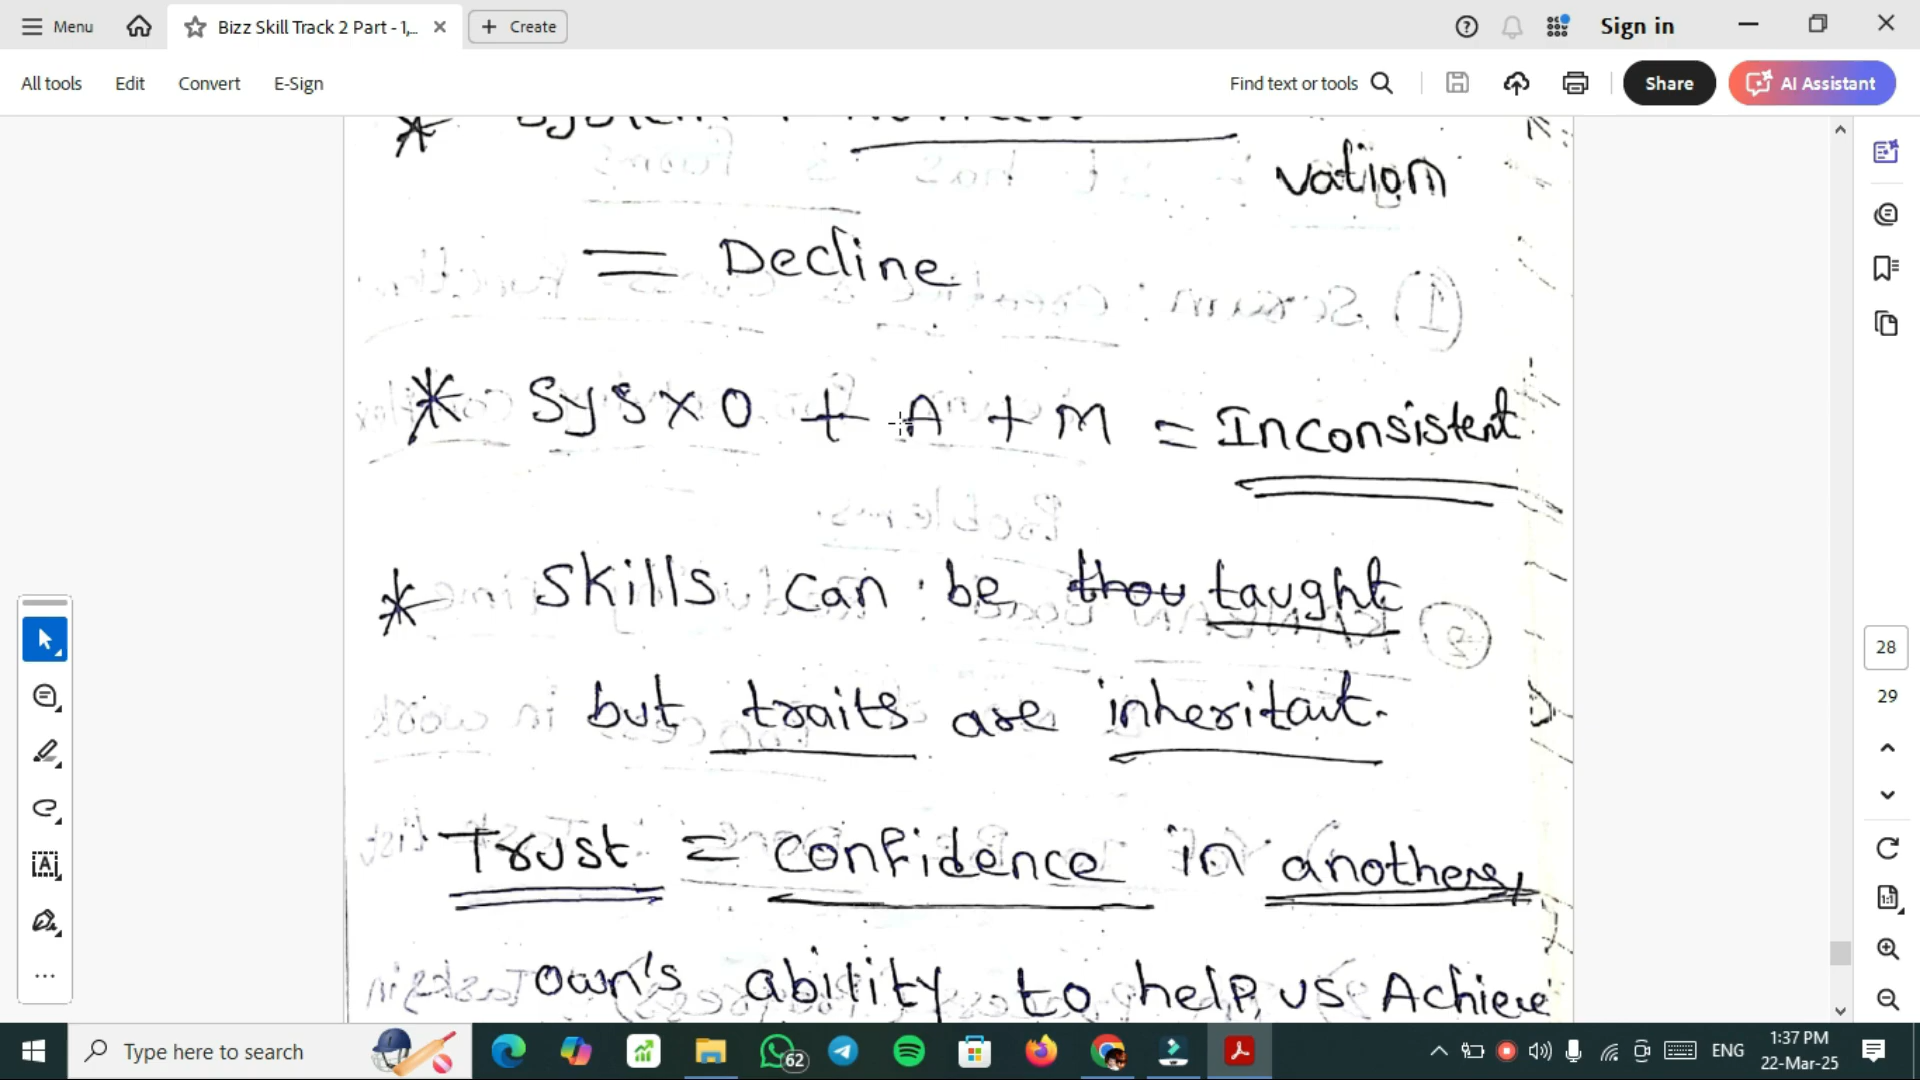 Menu
Bizz Skill Track 2 Part - 1,...
Create
Sign in
All tools
Edit
Convert
E-Sign
Find text or tools
Share
AI Assistant
* System +
vation
= Decline
* Sys x 0 + A + M = Inconsistent
* Skills can be thou taught
but traits are inheritait.
Trust = confidence in anothers,
own's ability to help us Achieve
28
29
Type here to search
62
ENG
1:37 PM
22-Mar-25